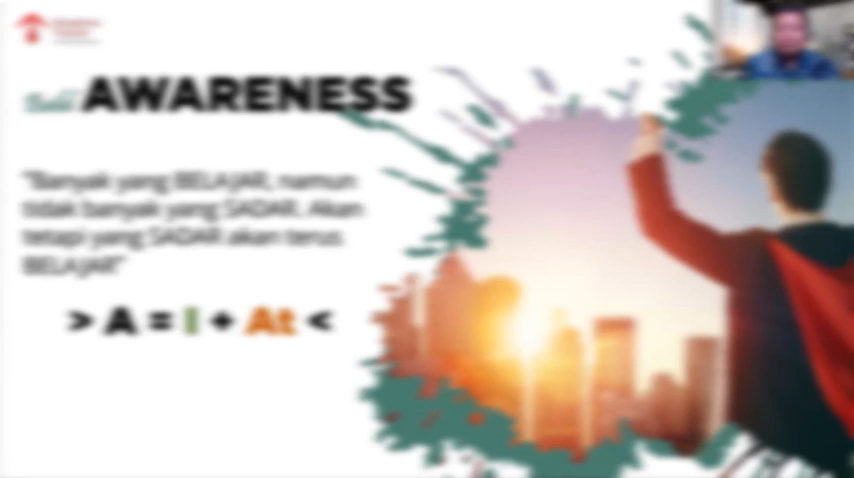 AWARENESS
"Banyak yang BELAJAR, namun
tidak banyak yang SADAR. Akan
tetapi yang SADAR akan terus
BELAJAR"
> A = I + At <